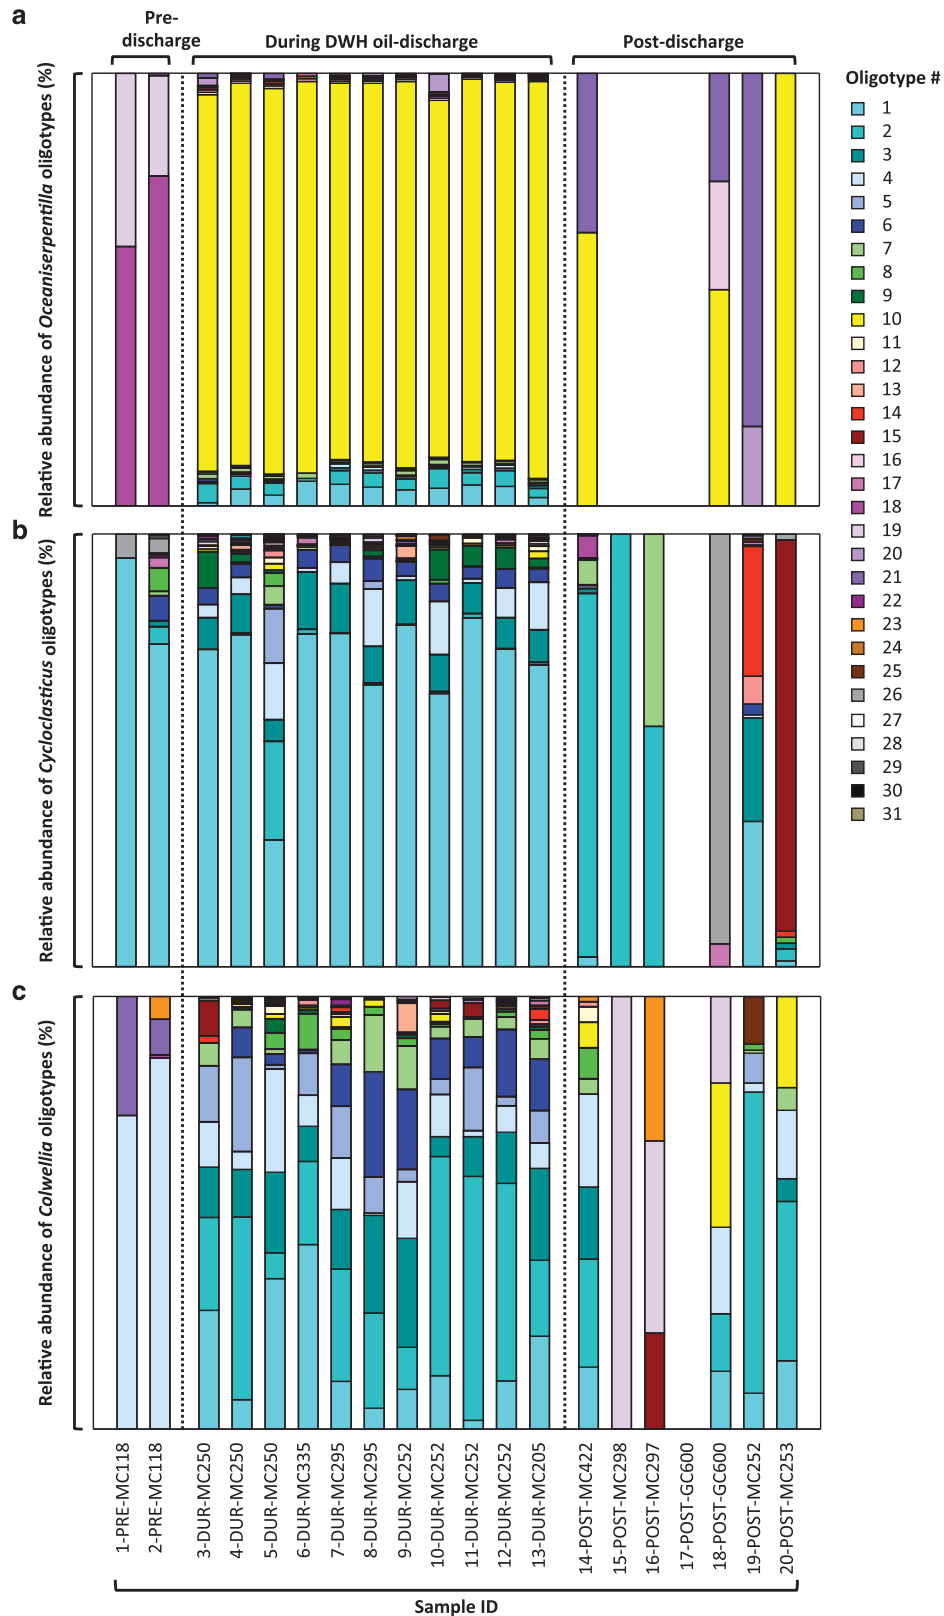 a
Pre-
discharge
During DWH oil-discharge
Post-discharge
Relative abundance of Oceaniserpentilla oligotypes (%)
Oligotype #
1
2
3
4
5
6
7
8
9
10
11
12
13
14
15
16
17
18
19
20
21
22
23
24
25
26
27
28
29
30
31
b
Relative abundance of Cycloclasticus oligotypes (%)
c
Relative abundance of Colwellia oligotypes (%)
1-PRE-MC118
2-PRE-MC118
3-DUR-MC250
4-DUR-MC250
5-DUR-MC250
6-DUR-MC335
7-DUR-MC295
8-DUR-MC295
9-DUR-MC252
10-DUR-MC252
11-DUR-MC252
12-DUR-MC252
13-DUR-MC205
14-POST-MC422
15-POST-MC298
16-POST-MC297
17-POST-GC600
18-POST-GC600
19-POST-MC252
20-POST-MC253
Sample ID